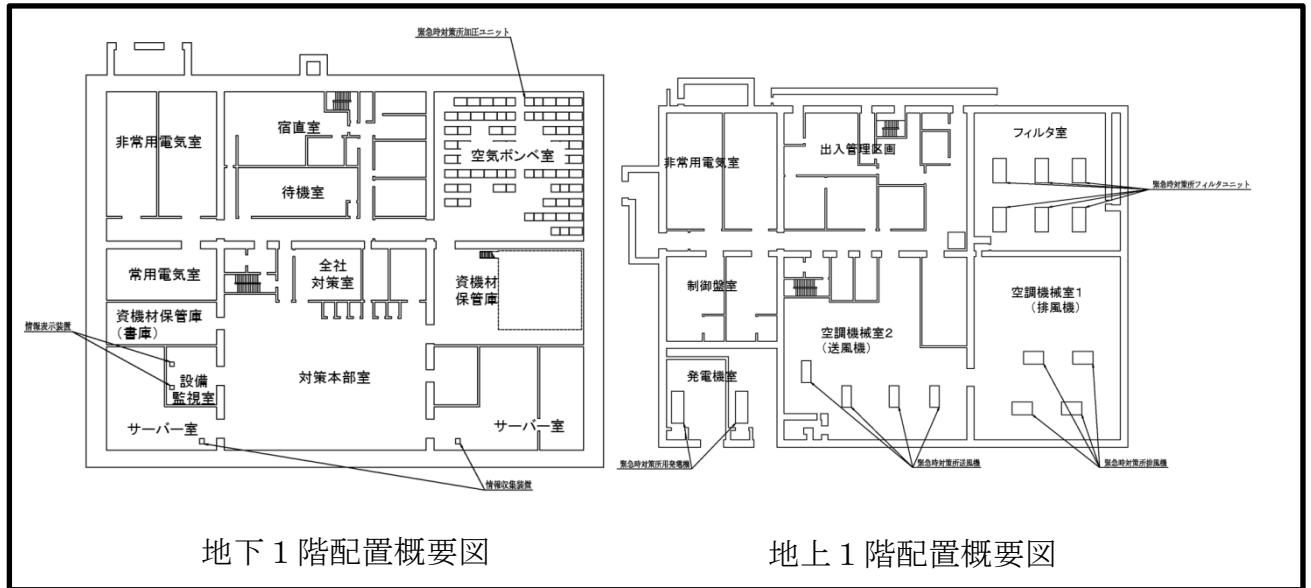 緊急時対策所加圧ユニット
非常用電気室
宿直室
空気ボンベ室
待機室
常用電気室
全社
対策室
資機材
保管庫
資機材保管庫
（書庫）
情報表示装置
設備
監視室
対策本部室
サーバー室
サーバー室
情報収集装置
地下１階配置概要図
非常用電気室
出入管理区画
フィルタ室
緊急時対策所フィルタユニット
制御盤室
空調機械室1
（排風機）
空調機械室2
（送風機）
発電機室
緊急時対策所用発電機
緊急時対策所送風機
緊急時対策所排風機
地上１階配置概要図